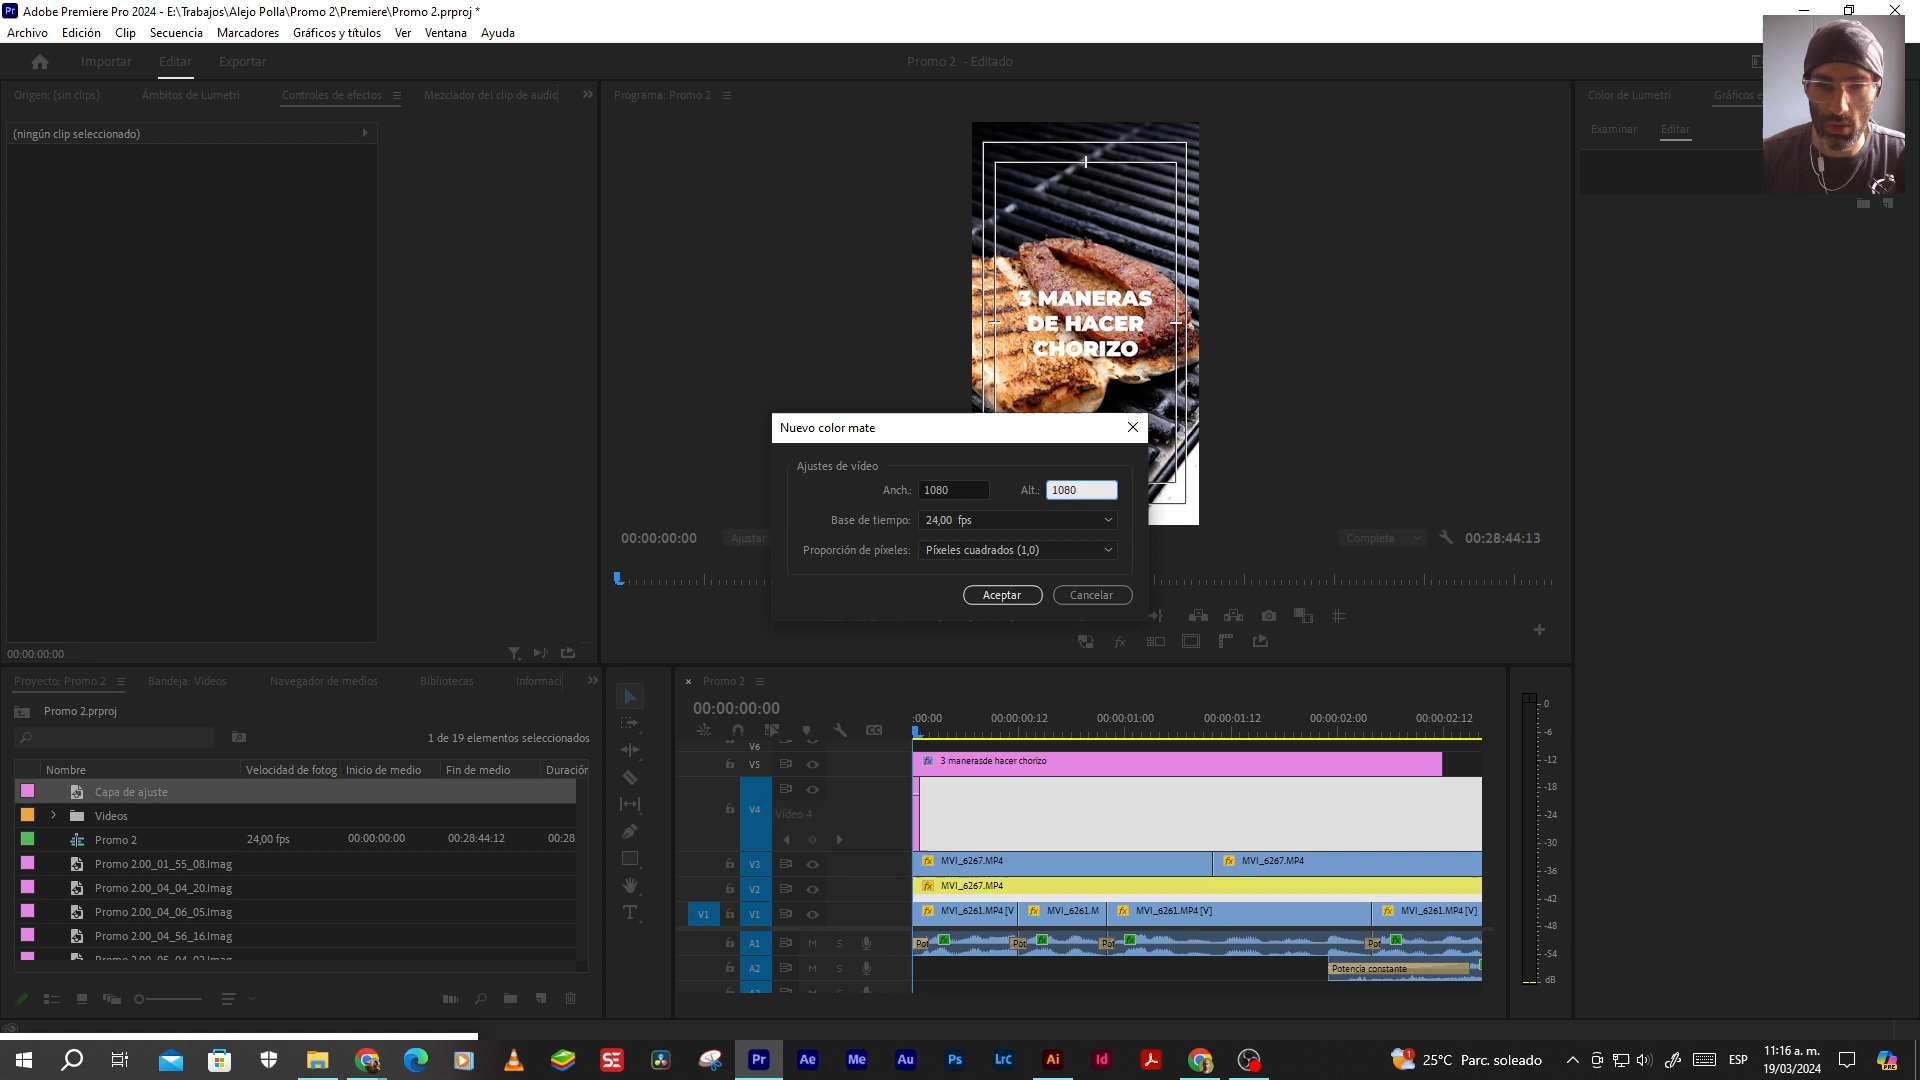 Adobe Premiere Pro 2024 - E:\Trabajos\Alejo Polla\Promo 2\Premiere\Promo 2.prproj *
Archivo Edición Clip Secuencia Marcadores Gráficos y títulos Ver Ventana Ayuda
Importar Editar Exportar
Promo 2 - Editado
Origen: (sin clips) Ámbitos de Lumetri Controles de efectos Mezclador del clip de audio
Programa: Promo 2
Color de Lumetri Gráficos e
Examinar Editar
(ningún clip seleccionado)
3 MANERAS
DE HACER
CHORIZO
Nuevo color mate
Ajustes de vídeo
Anch.: 1080 Alt.: 1080
Base de tiempo: 24,00 fps
Proporción de píxeles: Píxeles cuadrados (1,0)
Aceptar Cancelar
00:00:00:00 Ajustar
Completa 00:28:44:13
00:00:00:00
Proyecto: Promo 2 Bandeja: Videos Navegador de medios Bibliotecas Informaci
Promo 2.prproj
1 de 19 elementos seleccionados
Nombre Velocidad de fotog Inicio de medio Fin de medio Duración
Capa de ajuste
Videos
Promo 2 24,00 fps 00:00:00:00 00:28:44:12 00:28
Promo 2.00_01_55_08.Imag
Promo 2.00_04_04_20.Imag
Promo 2.00_04_06_05.Imag
Promo 2.00_04_56_16.Imag
Promo 2
00:00:00:00
:00:00 00:00:00:12 00:00:01:00 00:00:01:12 00:00:02:00 00:00:02:12
V6
V5 3 manerasde hacer chorizo
V4 Vídeo 4
V3 MVI_6267.MP4 MVI_6267.MP4
V2 MVI_6267.MP4
V1 V1 MVI_6261.MP4 [V MVI_6261.M MVI_6261.MP4 [V] MVI_6261.MP4 [V]
A1 M S Pot Pot Pot Pot
A2 M S Potencia constante
0
-6
-12
-18
-24
-30
-36
-42
-48
-54
dB
Pr Ae Me Au Ps Lrc Ai Id
25°C Parc. soleado
ESP
11:16 a. m.
19/03/2024